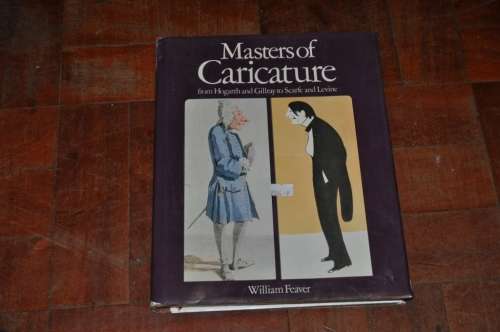 Masters of
Caricature
from Hogarth and Gillray to Scarfe and Levine
William Feaver